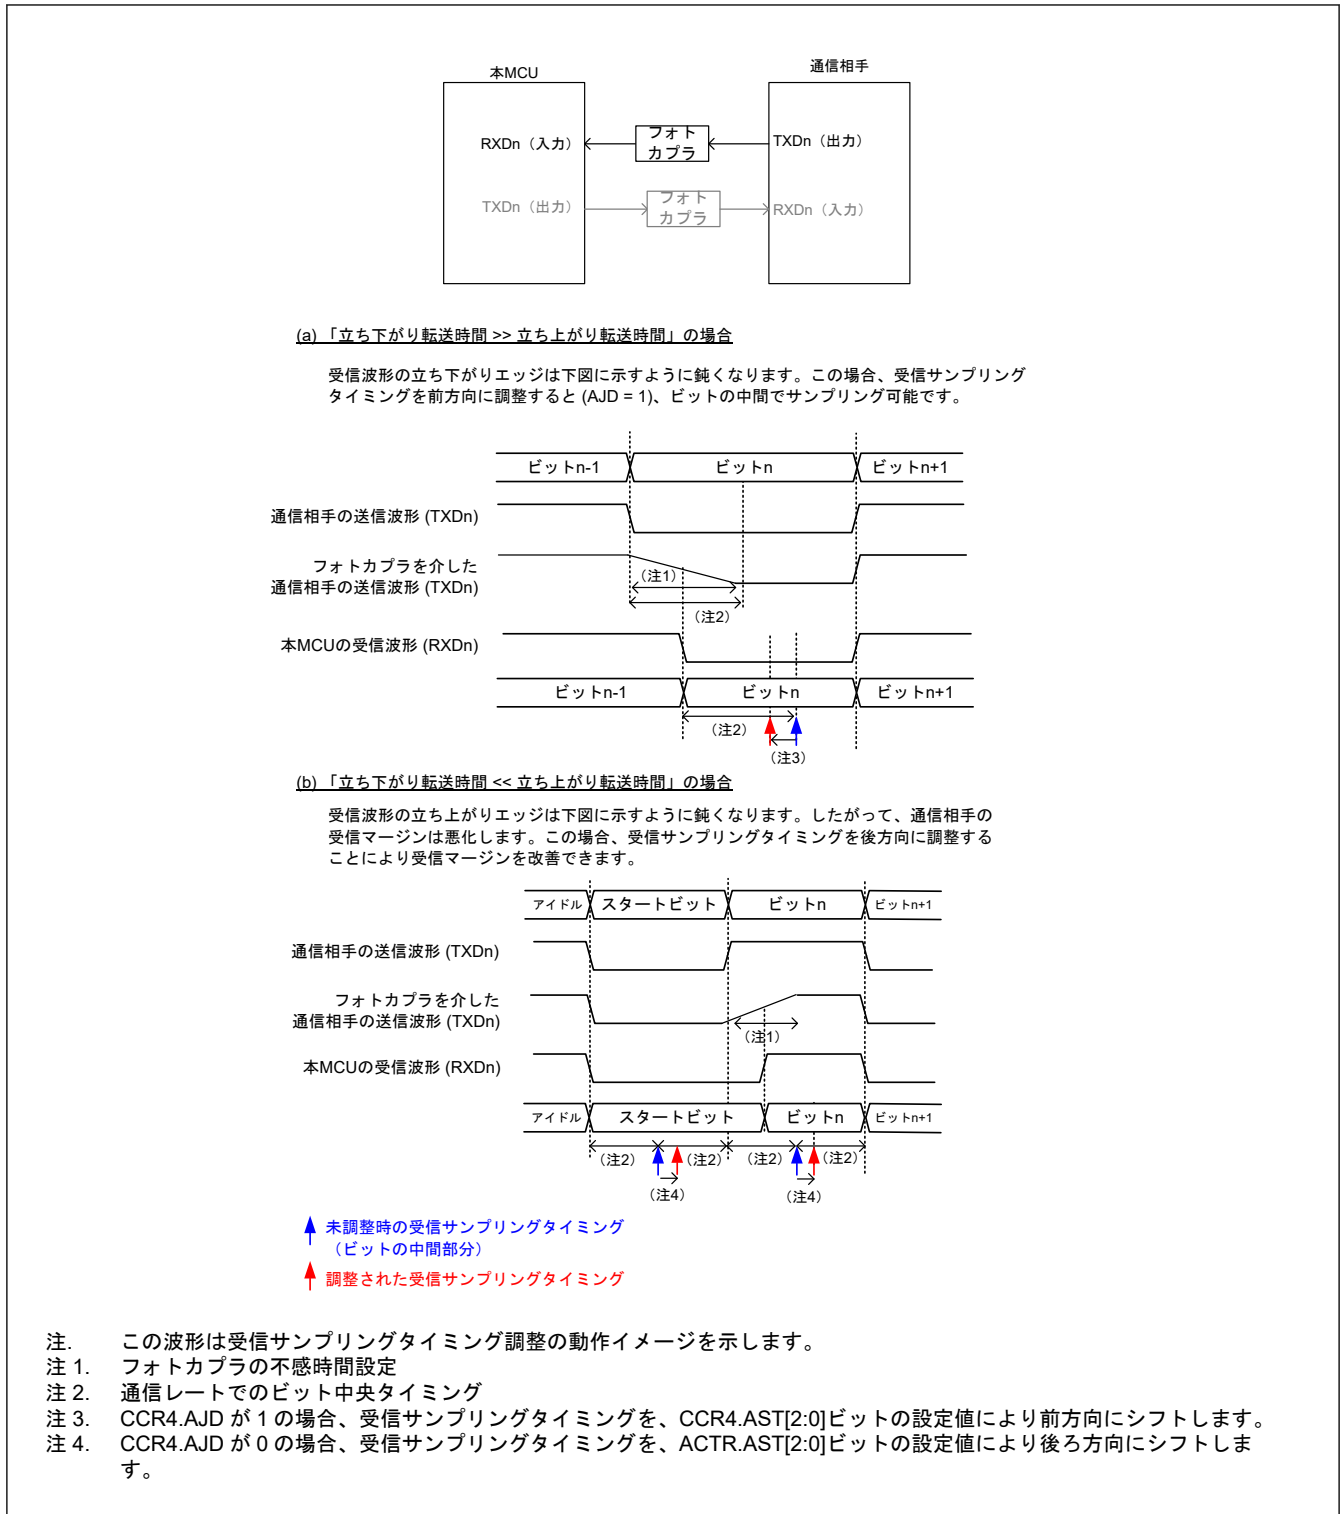 本MCU
通信相手
RXDn（入力）
フォト
カプラ
TXDn（出力）
TXDn（出力）
フォト
カプラ
RXDn（入力）
(a) 「立ち下がり転送時間 >> 立ち上がり転送時間」の場合
受信波形の立ち下がりエッジは下図に示すように鈍くなります。この場合、受信サンプリング
タイミングを前方向に調整すると (AJD = 1)、ビットの中間でサンプリング可能です。
ビットn-1
ビットn
ビットn+1
通信相手の送信波形 (TXDn)
フォトカプラを介した
通信相手の送信波形 (TXDn)
（注1）
（注2）
本MCUの受信波形 (RXDn)
ビットn-1
ビットn
ビットn+1
（注2）
（注3）
(b) 「立ち下がり転送時間 << 立ち上がり転送時間」の場合
受信波形の立ち上がりエッジは下図に示すように鈍くなります。したがって、通信相手の
受信マージンは悪化します。この場合、受信サンプリングタイミングを後方向に調整する
ことにより受信マージンを改善できます。
アイドル
スタートビット
ビットn
ビットn+1
通信相手の送信波形 (TXDn)
フォトカプラを介した
通信相手の送信波形 (TXDn)
（注1）
本MCUの受信波形 (RXDn)
アイドル
スタートビット
ビットn
ビットn+1
（注2）
（注2）
（注2）
（注2）
（注4）
（注4）
未調整時の受信サンプリングタイミング
（ビットの中間部分）
調整された受信サンプリングタイミング
注. この波形は受信サンプリングタイミング調整の動作イメージを示します。
注 1. フォトカプラの不感時間設定
注 2. 通信レートでのビット中央タイミング
注 3. CCR4.AJD が 1 の場合、受信サンプリングタイミングを、CCR4.AST[2:0]ビットの設定値により前方向にシフトします。
注 4. CCR4.AJD が 0 の場合、受信サンプリングタイミングを、ACTR.AST[2:0]ビットの設定値により後ろ方向にシフトしま
す。